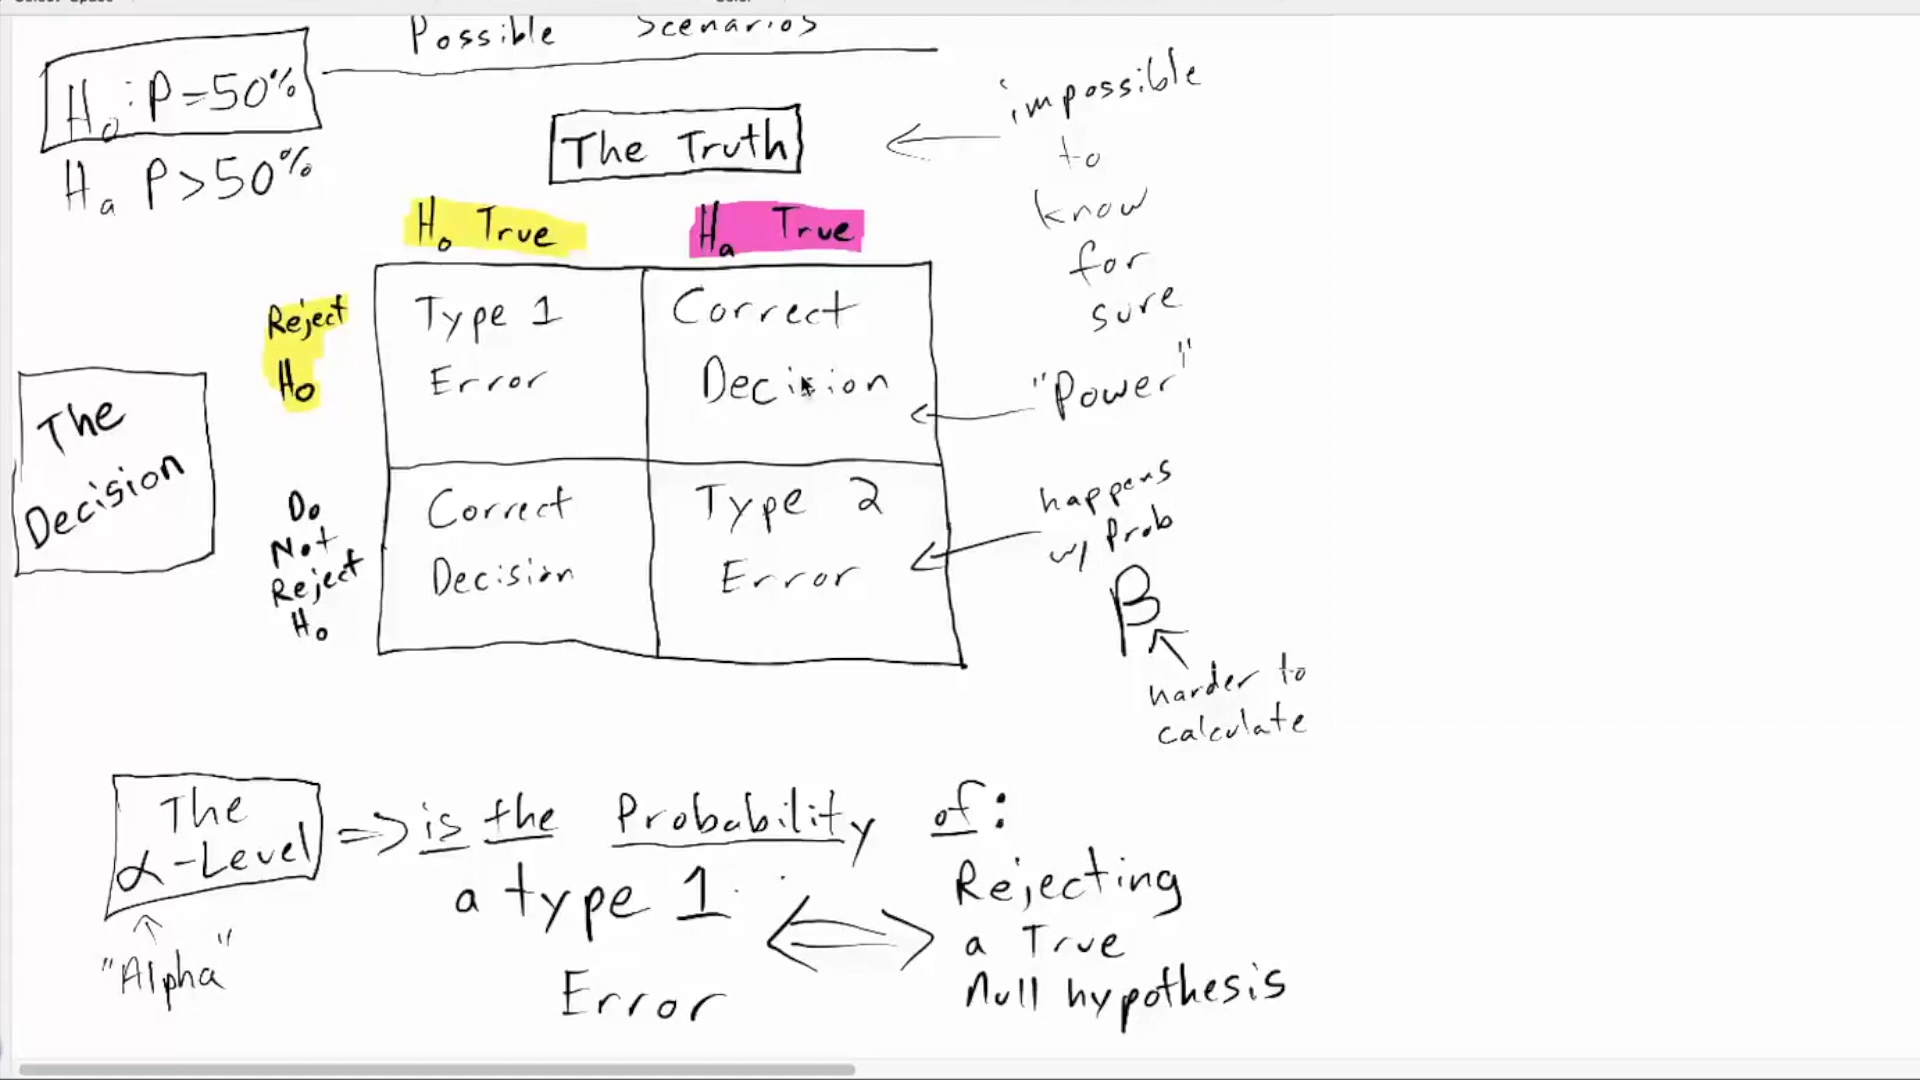 Possible Scenarios
H₀: P=50%
Hₐ P>50%
The Truth
impossible
to
know
for
sure
H₀ True
Hₐ True
Reject
H₀
Type 1
Error
Correct
Decision
"Power"
The
Decision
Do
Not
Reject
H₀
Correct
Decision
Type 2
Error
happens
w/ Prob
β
harder to
calculate
The
α-Level
=> is the Probability of:
a type 1
Error
Rejecting
a True
Null hypothesis
"Alpha"